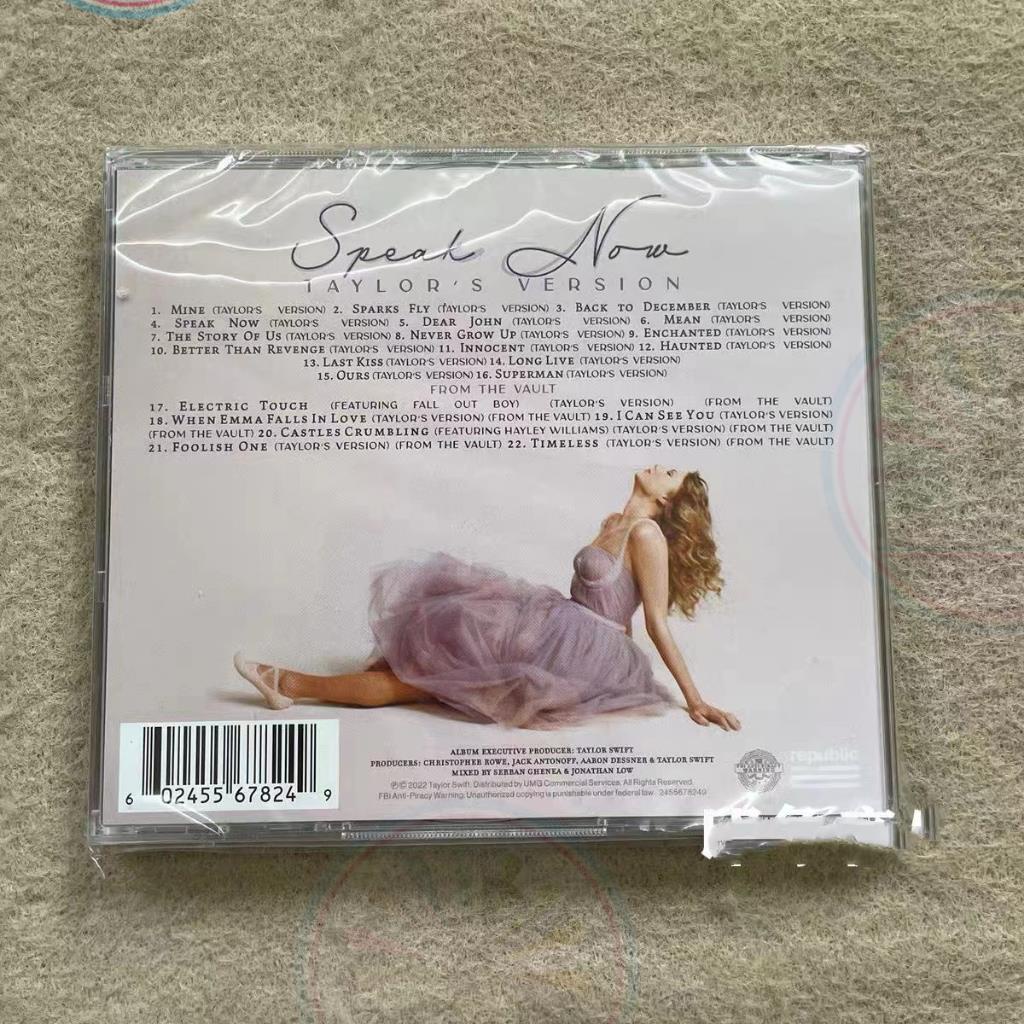 Speak Now
TAYLOR'S VERSION
1. MINE (TAYLOR'S VERSION) 2. SPARKS FLY (TAYLOR'S VERSION) 3. BACK TO DECEMBER (TAYLOR'S VERSION)
4. SPEAK NOW (TAYLOR'S VERSION) 5. DEAR JOHN (TAYLOR'S VERSION) 6. MEAN (TAYLOR'S VERSION)
7. THE STORY OF US (TAYLOR'S VERSION) 8. NEVER GROW UP (TAYLOR'S VERSION) 9. ENCHANTED (TAYLOR'S VERSION)
10. BETTER THAN REVENGE (TAYLOR'S VERSION) 11. INNOCENT (TAYLOR'S VERSION) 12. HAUNTED (TAYLOR'S VERSION)
13. LAST KISS (TAYLOR'S VERSION) 14. LONG LIVE (TAYLOR'S VERSION)
15. OURS (TAYLOR'S VERSION) 16. SUPERMAN (TAYLOR'S VERSION)
FROM THE VAULT
17. ELECTRIC TOUCH (FEATURING FALL OUT BOY) (TAYLOR'S VERSION) (FROM THE VAULT)
18. WHEN EMMA FALLS IN LOVE (TAYLOR'S VERSION) (FROM THE VAULT) 19. I CAN SEE YOU (TAYLOR'S VERSION)
(FROM THE VAULT) 20. CASTLES CRUMBLING (FEATURING HAYLEY WILLIAMS) (TAYLOR'S VERSION) (FROM THE VAULT)
21. FOOLISH ONE (TAYLOR'S VERSION) (FROM THE VAULT) 22. TIMELESS (TAYLOR'S VERSION) (FROM THE VAULT)
ALBUM EXECUTIVE PRODUCER: TAYLOR SWIFT
PRODUCERS: CHRISTOPHER ROWE, JACK ANTONOFF, AARON DESSNER & TAYLOR SWIFT
MIXED BY SERBAN GHENEA & JONATHAN LOW
℗© 2022 Taylor Swift. Distributed by UMG Commercial Services. All Rights Reserved.
FBI Anti-Piracy Warning: Unauthorized copying is punishable under federal law. 2455678249
republic
6 02455 67824 9